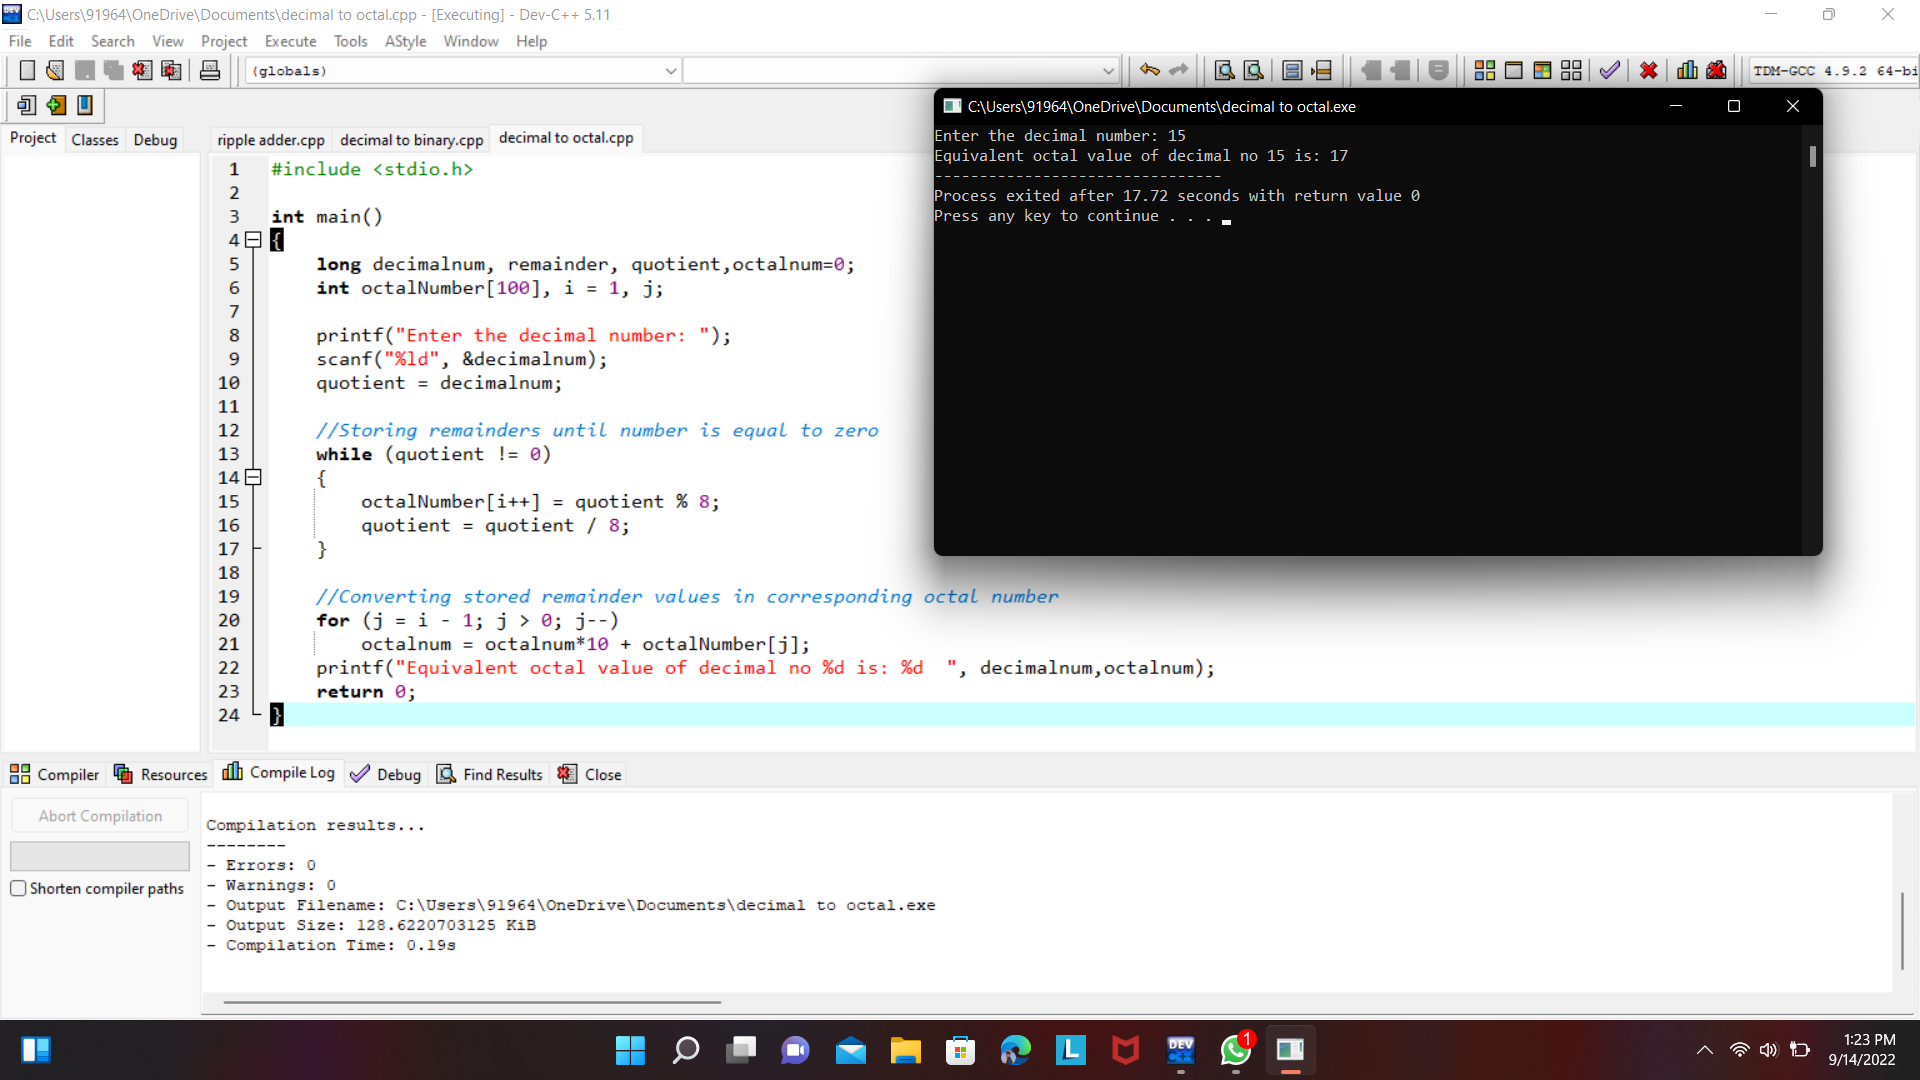 C:\Users\91964\OneDrive\Documents\decimal to octal.cpp - [Executing] - Dev-C++ 5.11
File Edit Search View Project Execute Tools AStyle Window Help
(globals)
TDM-GCC 4.9.2 64-bi
Project Classes Debug
ripple adder.cpp decimal to binary.cpp decimal to octal.cpp
1 #include <stdio.h>
2
3 int main()
4 {
5 long decimalnum, remainder, quotient,octalnum=0;
6 int octalNumber[100], i = 1, j;
7
8 printf("Enter the decimal number: ");
9 scanf("%ld", &decimalnum);
10 quotient = decimalnum;
11
12 //Storing remainders until number is equal to zero
13 while (quotient != 0)
14 {
15 octalNumber[i++] = quotient % 8;
16 quotient = quotient / 8;
17 }
18
19 //Converting stored remainder values in corresponding octal number
20 for (j = i - 1; j > 0; j--)
21 octalnum = octalnum*10 + octalNumber[j];
22 printf("Equivalent octal value of decimal no %d is: %d  ", decimalnum,octalnum);
23 return 0;
24 }
C:\Users\91964\OneDrive\Documents\decimal to octal.exe
Enter the decimal number: 15
Equivalent octal value of decimal no 15 is: 17
--------------------------------
Process exited after 17.72 seconds with return value 0
Press any key to continue . . .
Compiler Resources Compile Log Debug Find Results Close
Abort Compilation
Shorten compiler paths
Compilation results...
--------
- Errors: 0
- Warnings: 0
- Output Filename: C:\Users\91964\OneDrive\Documents\decimal to octal.exe
- Output Size: 128.6220703125 KiB
- Compilation Time: 0.19s
L
DEV
C++
1
1:23 PM
9/14/2022